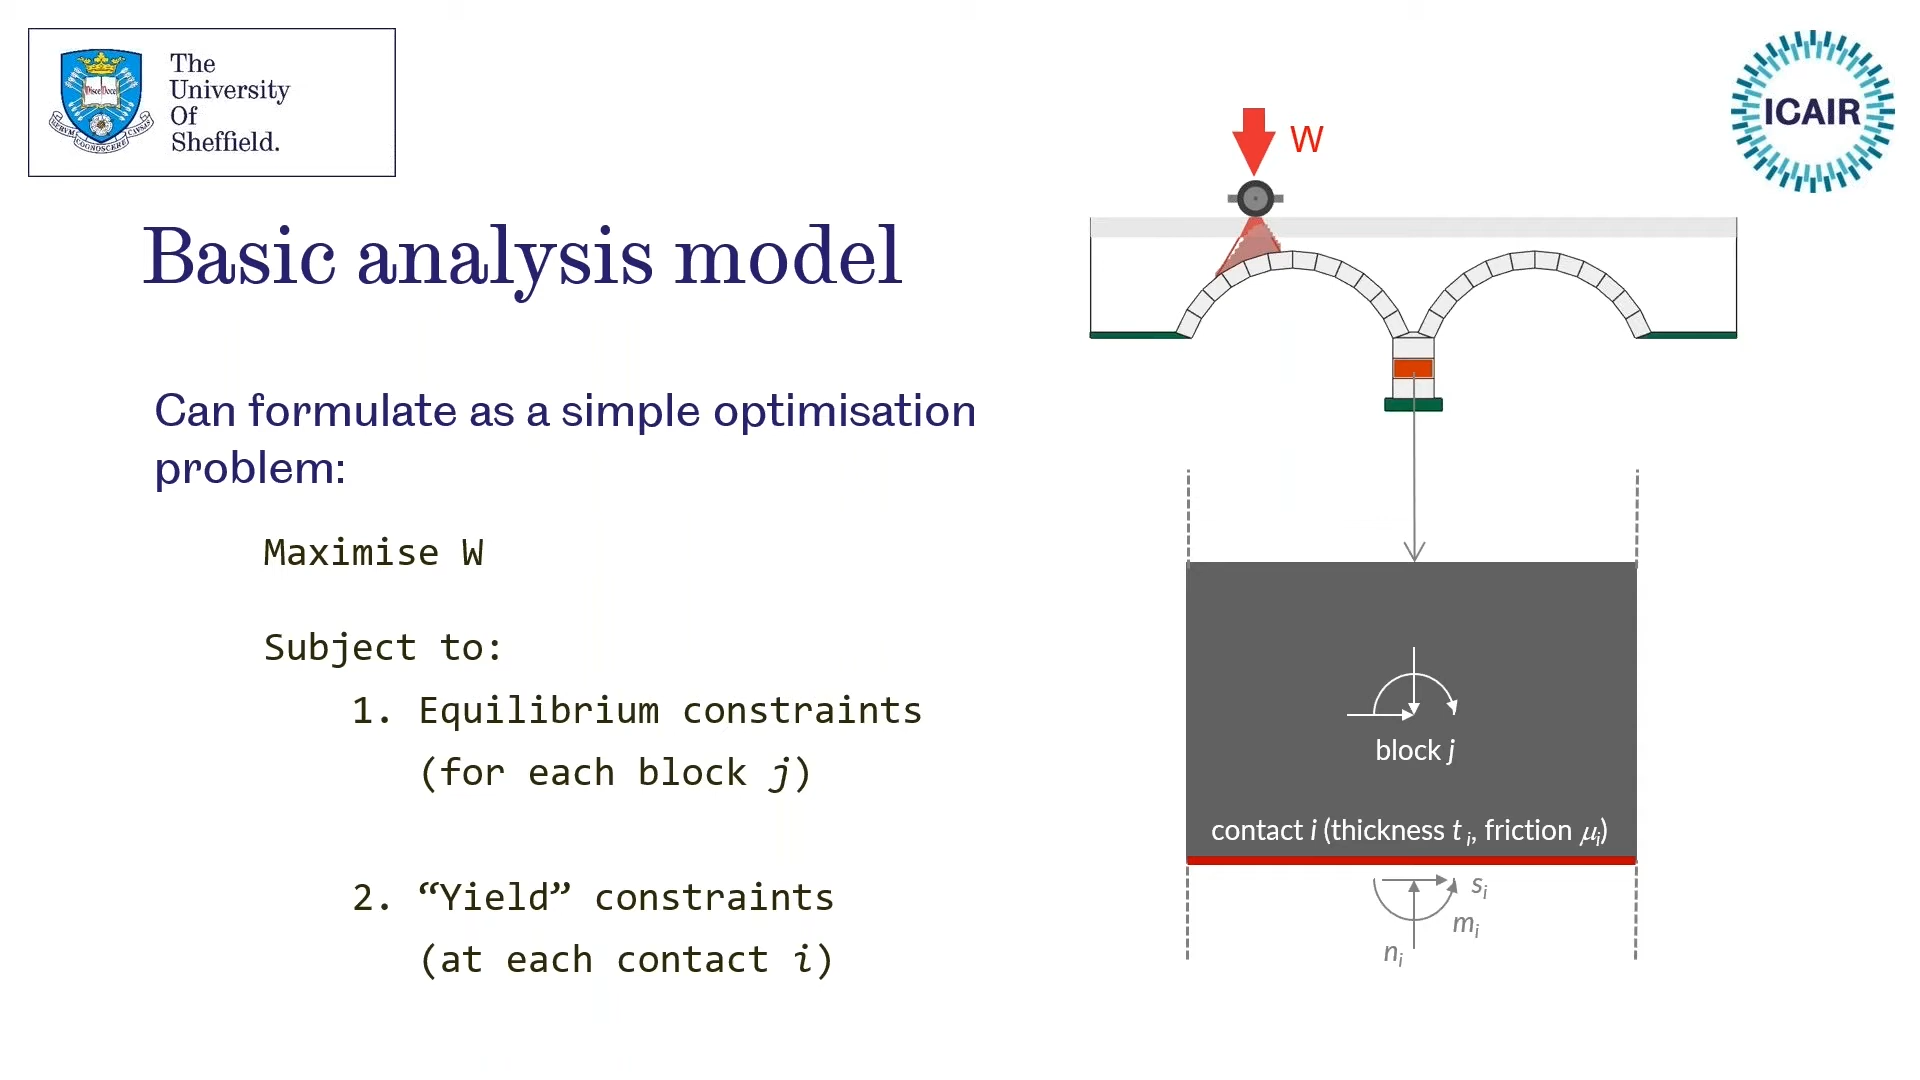 The
University
Of
Sheffield.
ICAIR
W
Basic analysis model
Can formulate as a simple optimisation
problem:
Maximise W
Subject to:
1. Equilibrium constraints
(for each block j)
2. “Yield” constraints
(at each contact i)
block j
contact i (thickness t i, friction μi)
si
mi
ni